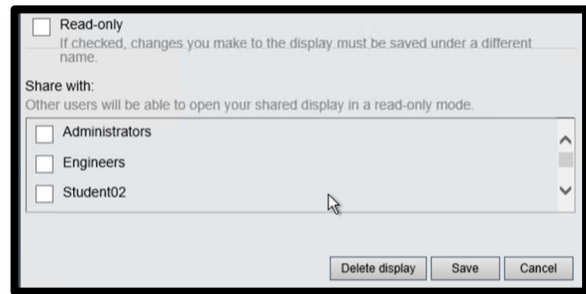 Read-only
If checked, changes you make to the display must be saved under a different
name.
Share with:
Other users will be able to open your shared display in a read-only mode.
Administrators
Engineers
Student02
Delete display Save Cancel